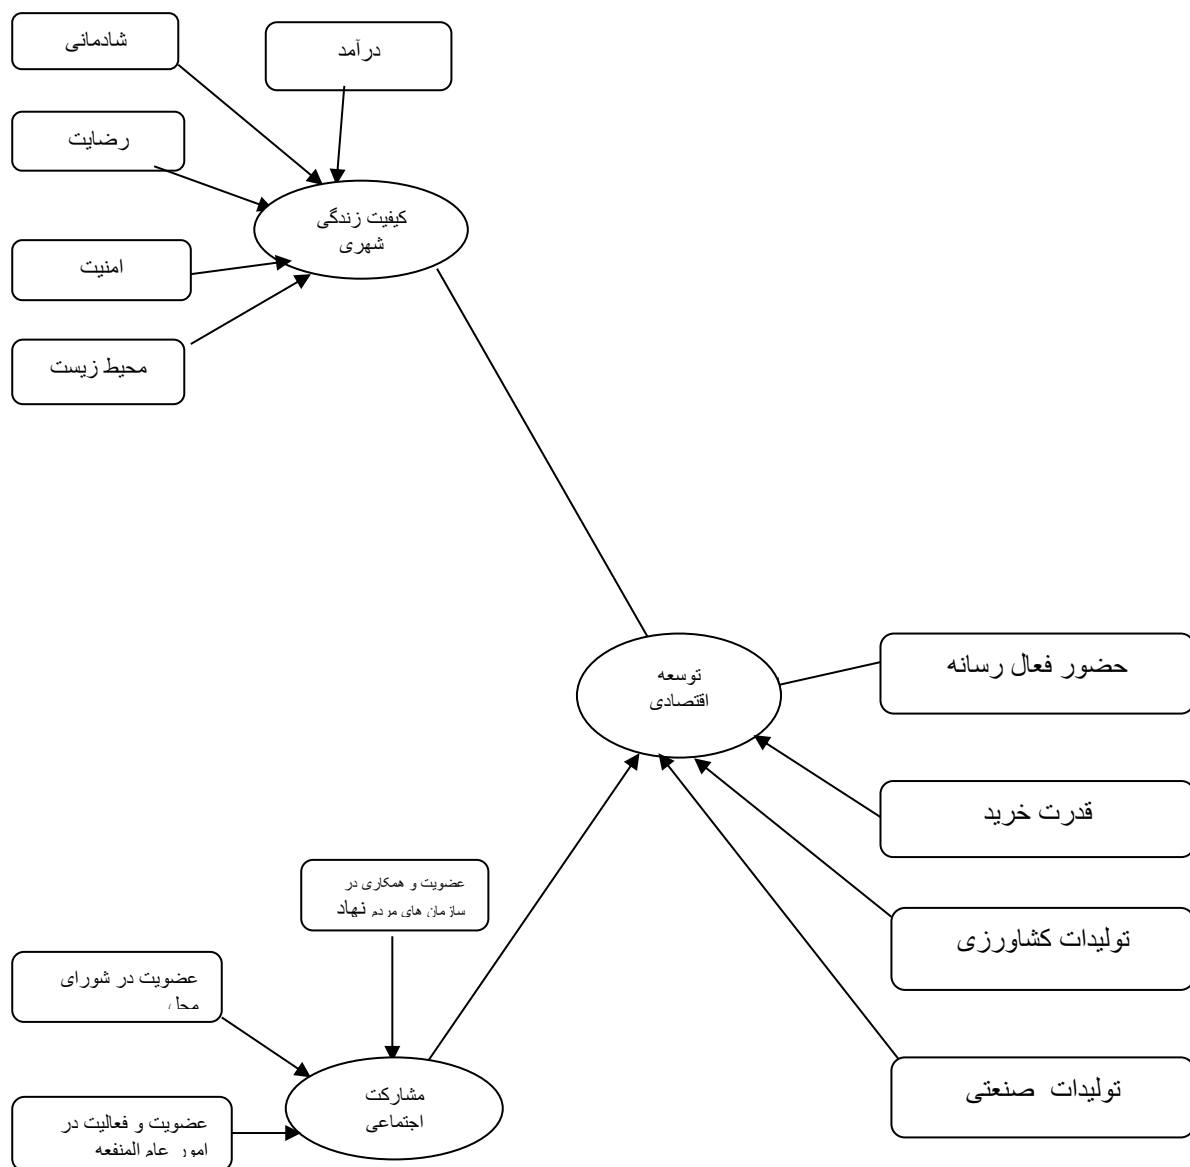 شادمانی
درآمد
رضایت
کیفیت زندگی
شهری
امنیت
محیط زیست
توسعه
اقتصادی
حضور فعال رسانه
قدرت خرید
تولیدات کشاورزی
تولیدات صنعتی
عضویت و همکاری در
سازمان های مردم نهاد
عضویت در شورای
محل
مشارکت
اجتماعی
عضویت و فعالیت در
امور عام المنفعه